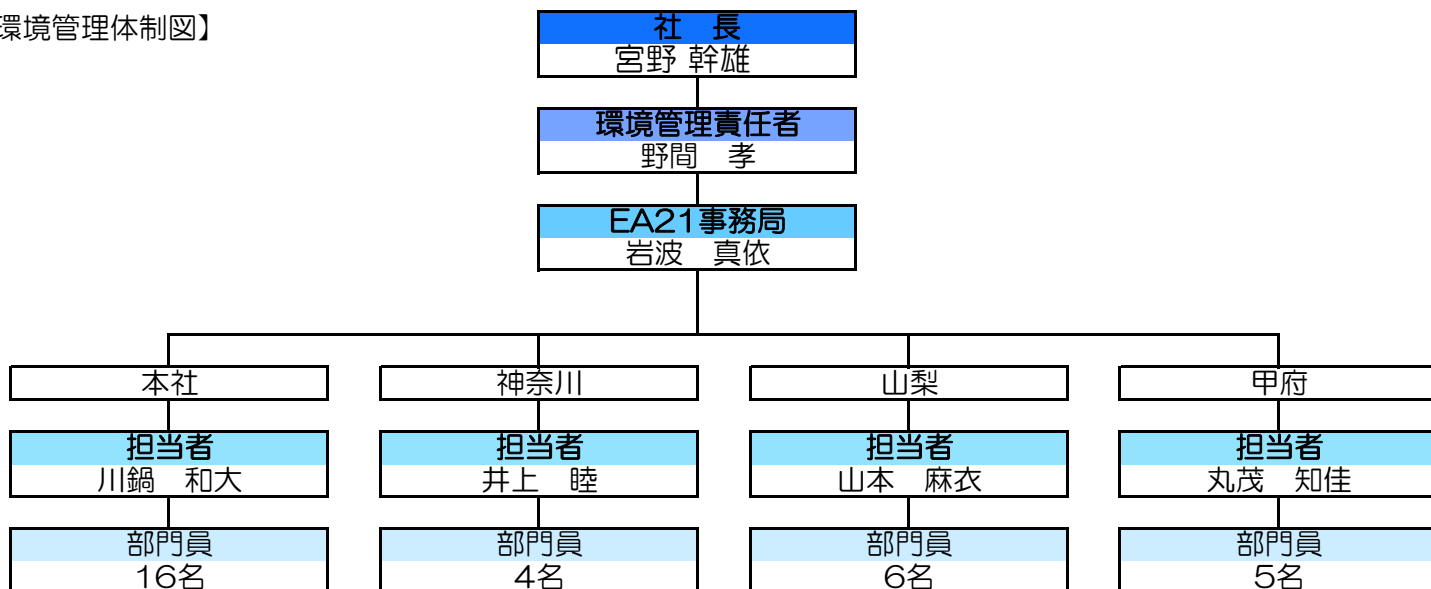 環境管理体制図】
社　長
宮野 幹雄
環境管理責任者
野間　孝
EA21事務局
岩波　真依
本社
神奈川
山梨
甲府
担当者
担当者
担当者
担当者
川鍋　和大
井上　睦
山本　麻衣
丸茂　知佳
部門員
部門員
部門員
部門員
16名
4名
6名
5名